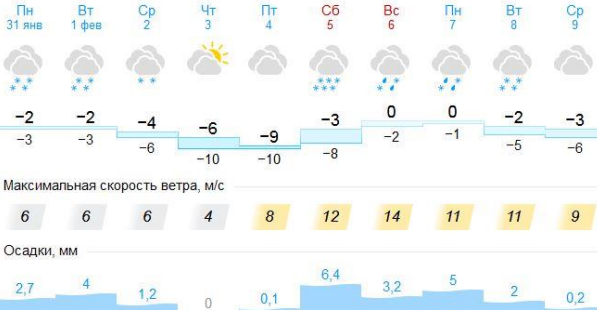 Пн Вт Ср Чт Пт Сб Вс Пн Вт Ср
31 янв 1 фев 2 3 4 5 6 7 8 9
−2 −2 −4 −6 −9 −3 0 0 −2 −3
−3 −3 −6 −10 −10 −8 −2 −1 −5 −6
Максимальная скорость ветра, м/с
6 6 6 4 8 12 14 11 11 9
Осадки, мм
2,7 4 1,2 0 0,1 6,4 3,2 5 2 0,2